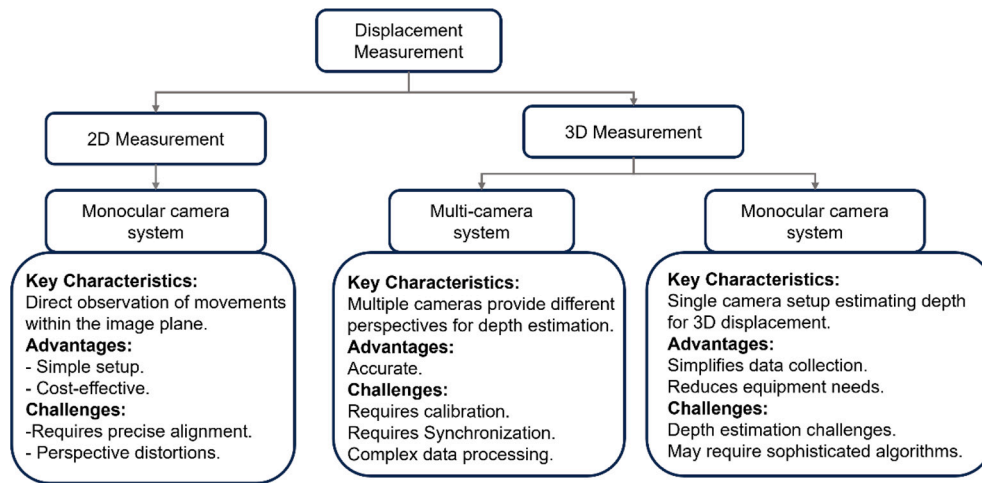 Displacement
Measurement
2D Measurement
3D Measurement
Monocular camera
system
Multi-camera
system
Monocular camera
system
Key Characteristics:
Direct observation of movements
within the image plane.
Advantages:
- Simple setup.
- Cost-effective.
Challenges:
-Requires precise alignment.
- Perspective distortions.
Key Characteristics:
Multiple cameras provide different
perspectives for depth estimation.
Advantages:
Accurate.
Challenges:
Requires calibration.
Requires Synchronization.
Complex data processing.
Key Characteristics:
Single camera setup estimating depth
for 3D displacement.
Advantages:
Simplifies data collection.
Reduces equipment needs.
Challenges:
Depth estimation challenges.
May require sophisticated algorithms.